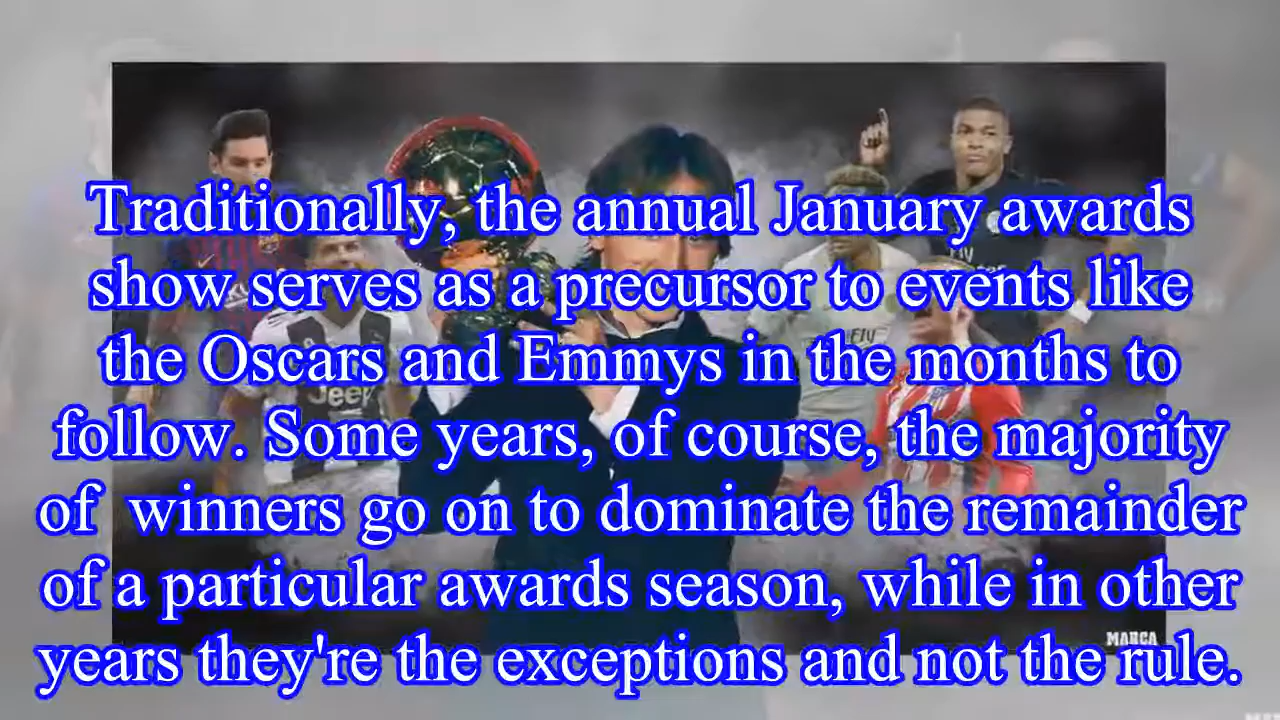 Traditionally, the annual January awards
show serves as a precursor to events like
the Oscars and Emmys in the months to
follow. Some years, of course, the majority
of  winners go on to dominate the remainder
of a particular awards season, while in other
years they're the exceptions and not the rule.
Jeep
Fly
MARCA